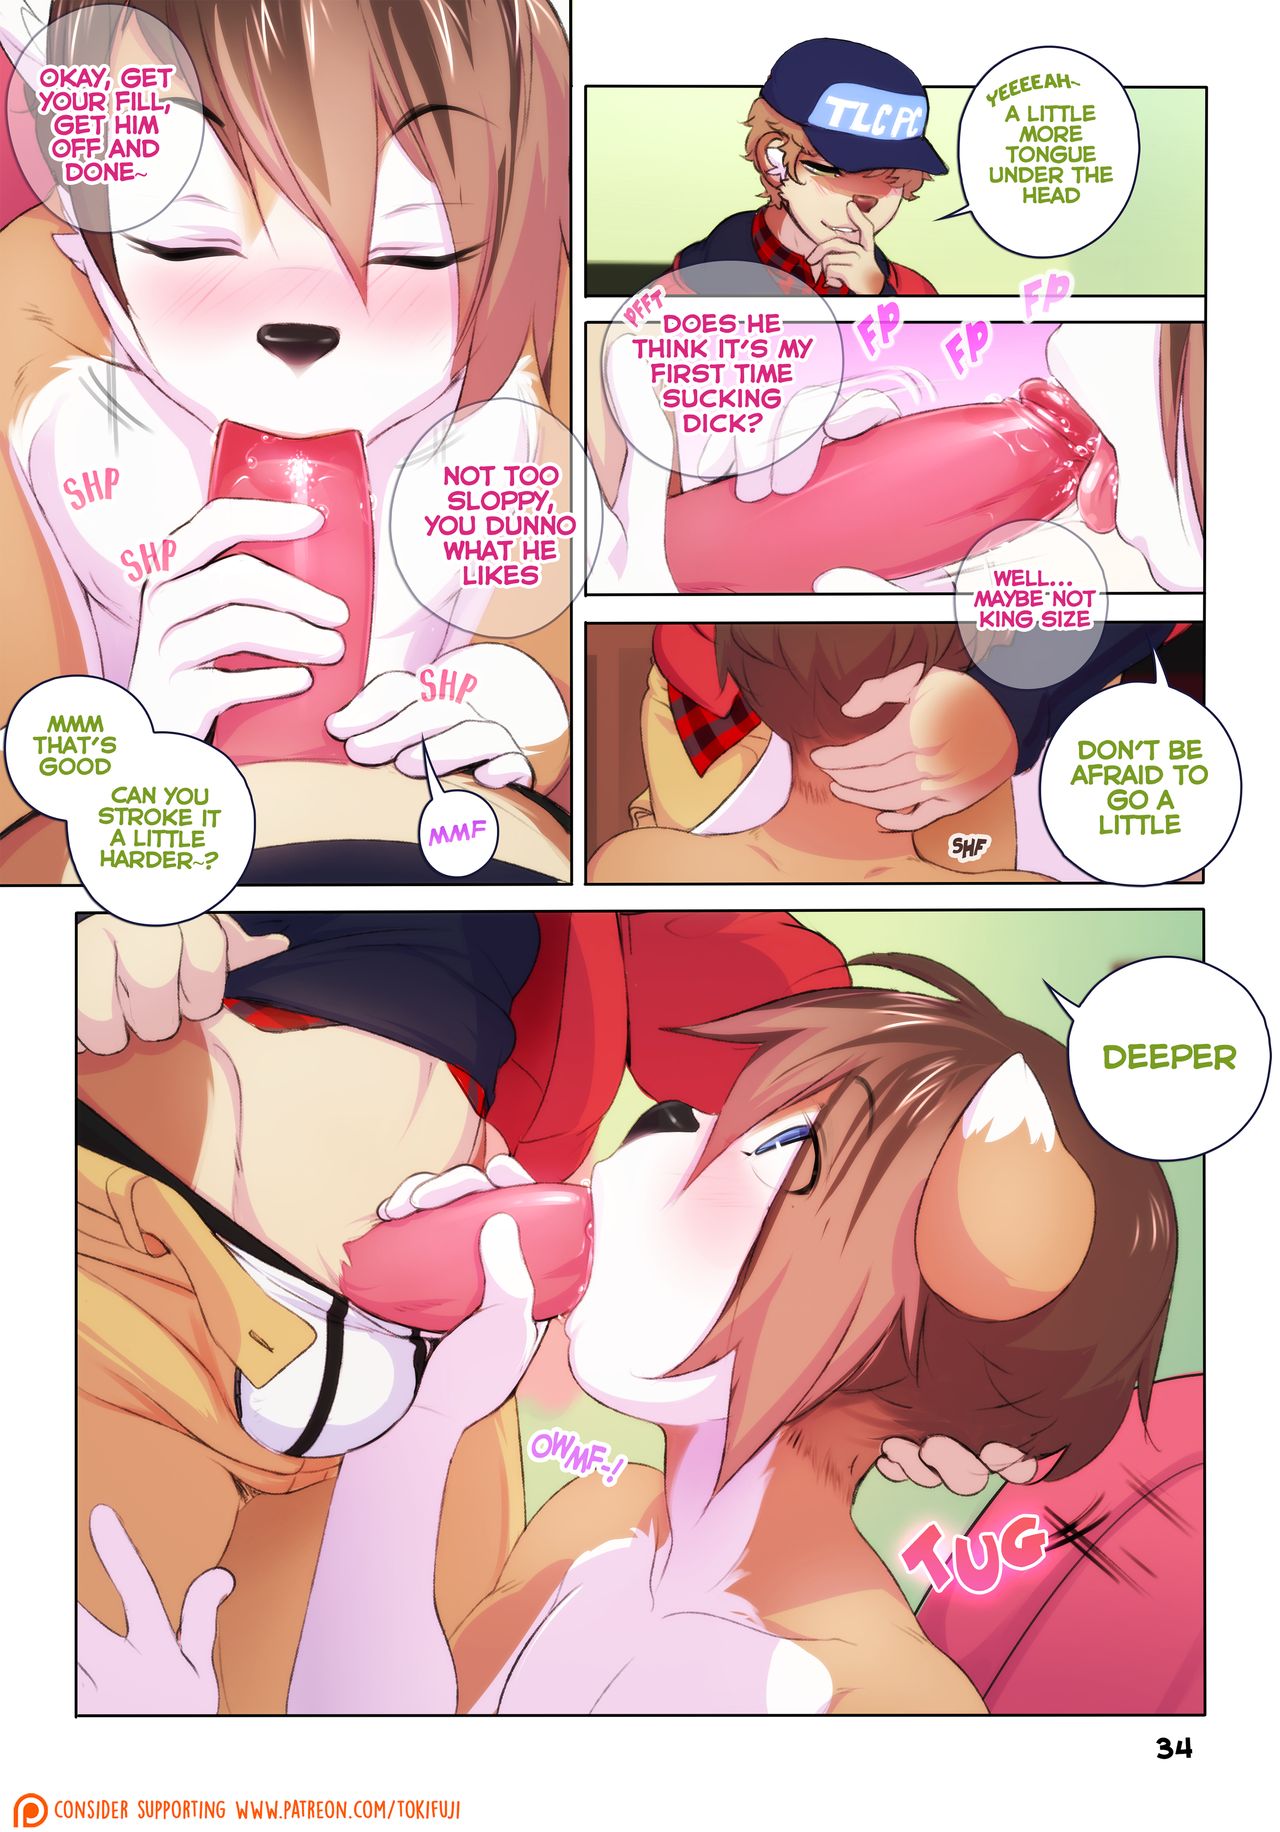 OKAY, GET
YOUR FILL,
GET HIM
OFF AND
DONE~
SHP
SHP
NOT TOO
SLOPPY,
YOU DUNNO
WHAT HE
LIKES
SHP
MMM
THAT'S
GOOD
CAN YOU
STROKE IT
A LITTLE
HARDER~?
MMF
TLC PC
YEEEEAH~
A LITTLE
MORE
TONGUE
UNDER THE
HEAD
PFFT
DOES HE
THINK IT'S MY
FIRST TIME
SUCKING
DICK?
FP
FP
FP
WELL...
MAYBE NOT
KING SIZE
DON'T BE
AFRAID TO
GO A
LITTLE
SHF
DEEPER
OWMF~!
TUG
34
CONSIDER SUPPORTING WWW.PATREON.COM/TOKIFUJI